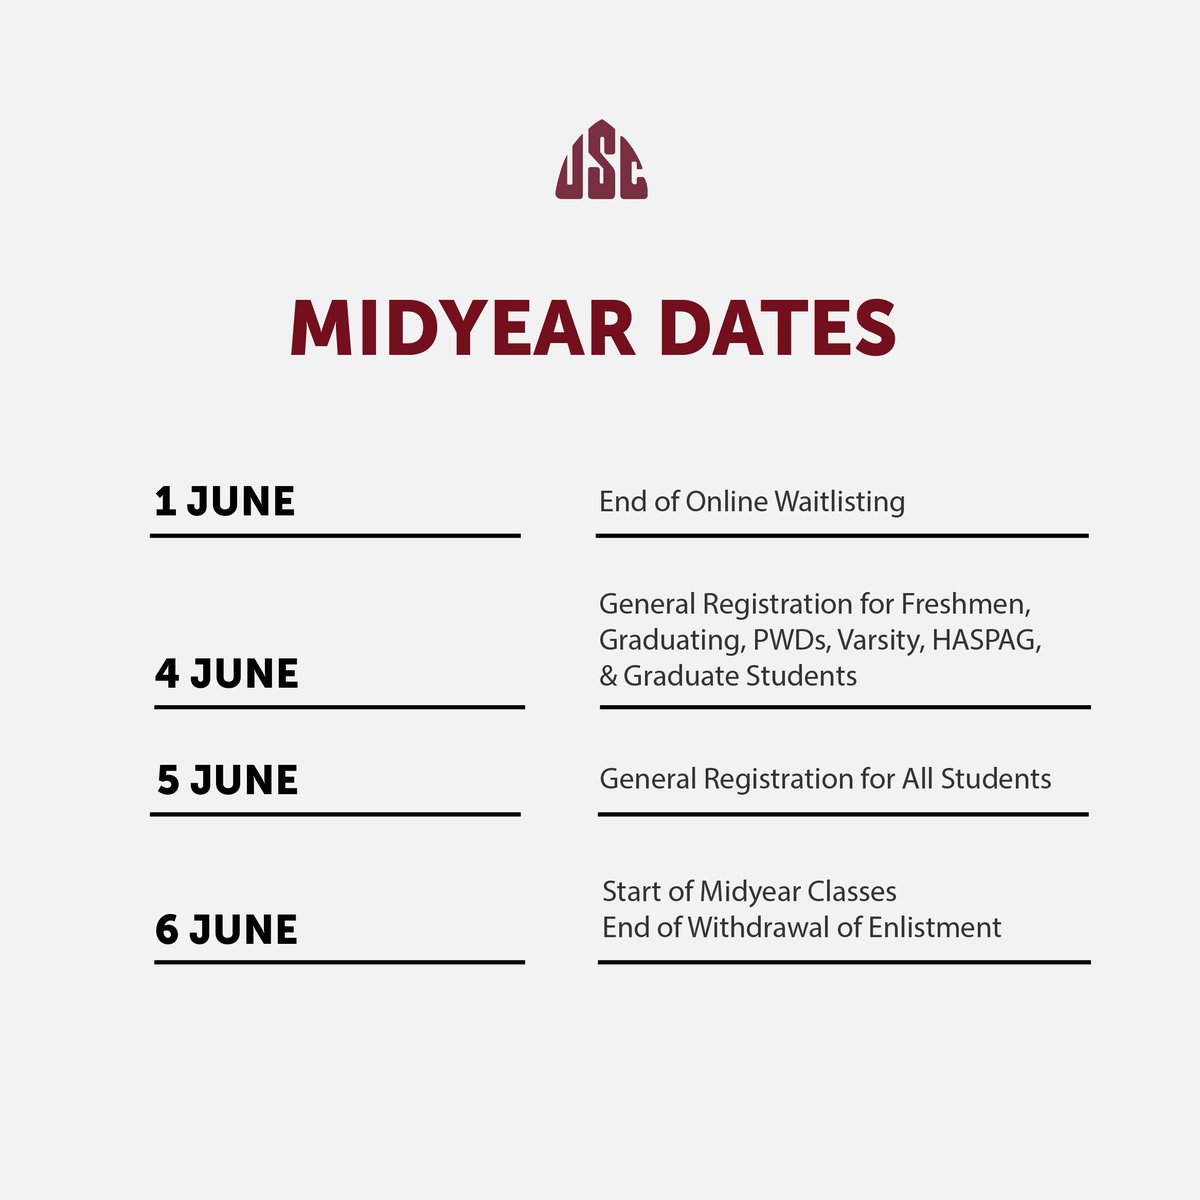 USC
MIDYEAR DATES
1 JUNE
End of Online Waitlisting
General Registration for Freshmen,
Graduating, PWDs, Varsity, HASPAG,
& Graduate Students
4 JUNE
5 JUNE
General Registration for All Students
Start of Midyear Classes
End of Withdrawal of Enlistment
6 JUNE